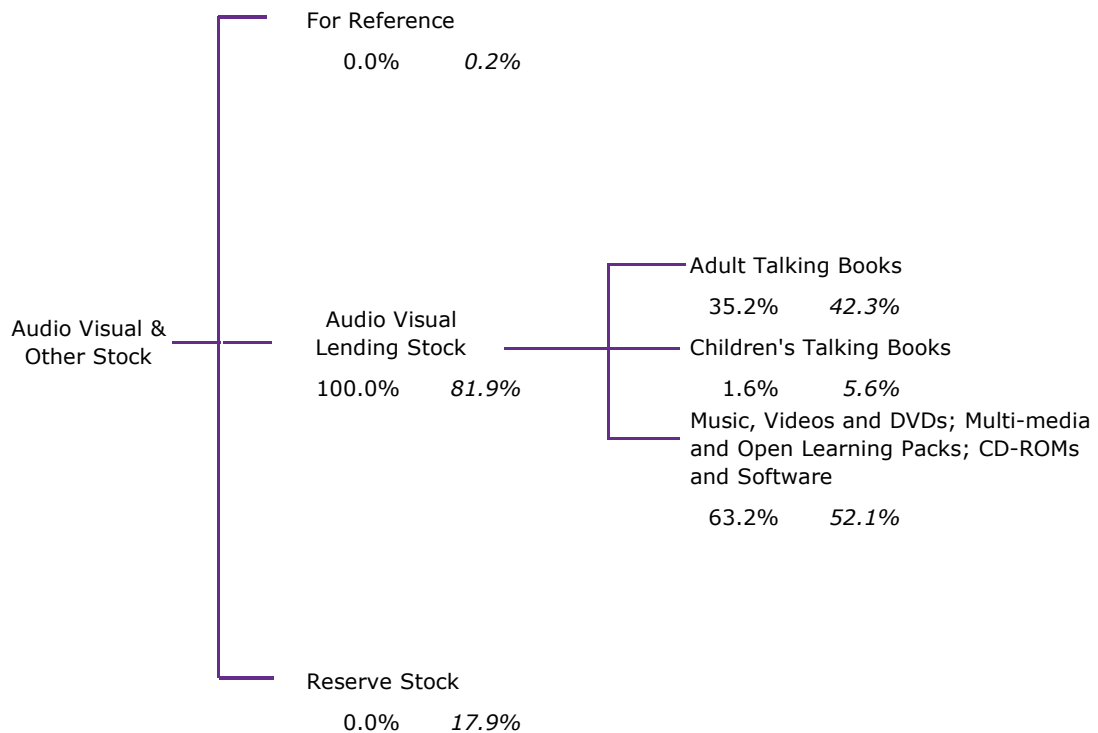 For Reference
0.0% 0.2%
Audio Visual &
Other Stock
Audio Visual
Lending Stock
100.0% 81.9%
Adult Talking Books
35.2% 42.3%
Children's Talking Books
1.6% 5.6%
Music, Videos and DVDs; Multi-media
and Open Learning Packs; CD-ROMs
and Software
63.2% 52.1%
Reserve Stock
0.0% 17.9%